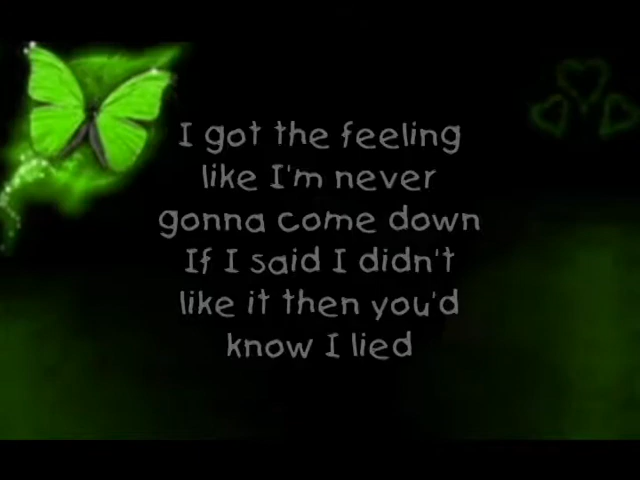 I got the feeling
like I'm never
gonna come down
If I said I didn't
like it then you'd
know I lied